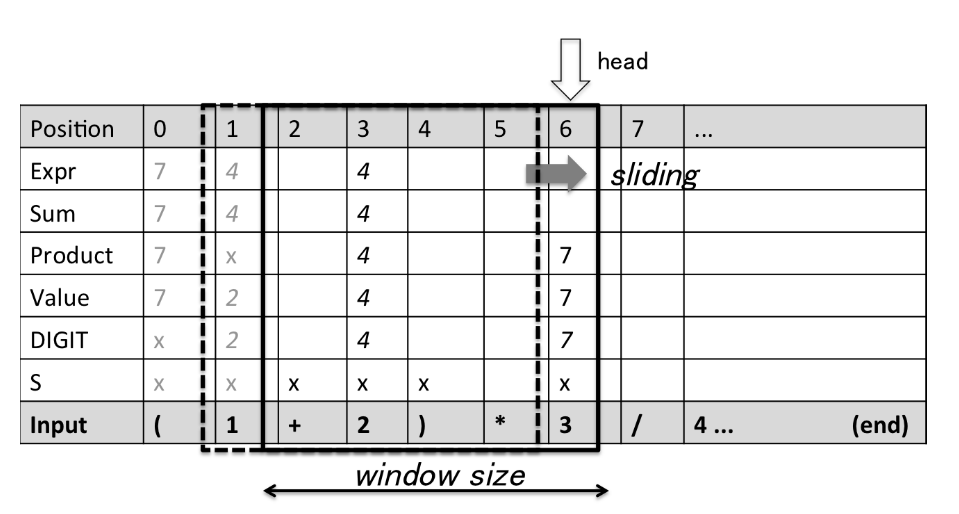 head
Position 0 1 2 3 4 5 6 7 ...
Expr 7 4 4 sliding
Sum 7 4 4
Product 7 x 4 7
Value 7 2 4 7
DIGIT x 2 4 7
S x x x x x x
Input ( 1 + 2 ) * 3 / 4 ... (end)
window size